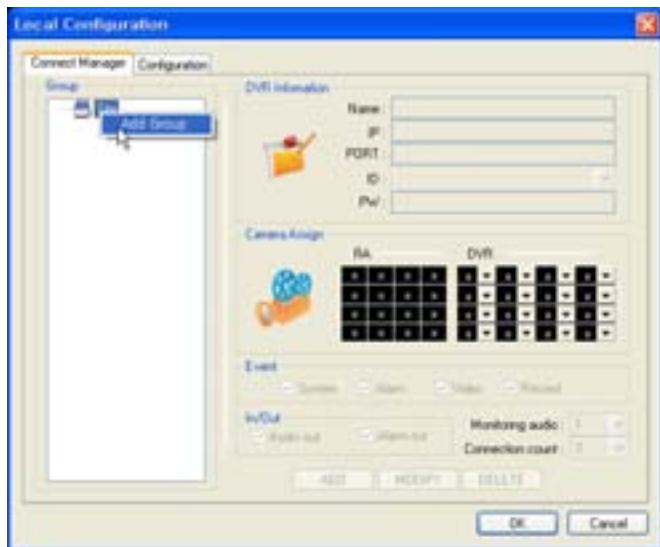 Local Configuration
Connect Manager
Configuration
Group
Add Group
DVR Infomation
Name :
IP :
PORT :
ID :
PW :
Camera Assign
RA
DVR
Event
System
Alarm
Video
Record
In/Out
Audio out
Alarm out
Monitoring audio :
Connection count :
ADD
MODIFY
DELETE
OK
Cancel